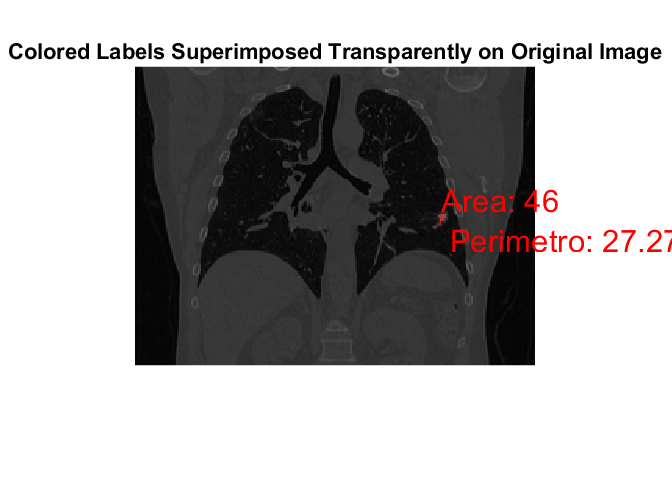 Colored Labels Superimposed Transparently on Original Image
Area: 46
Perimetro: 27.27